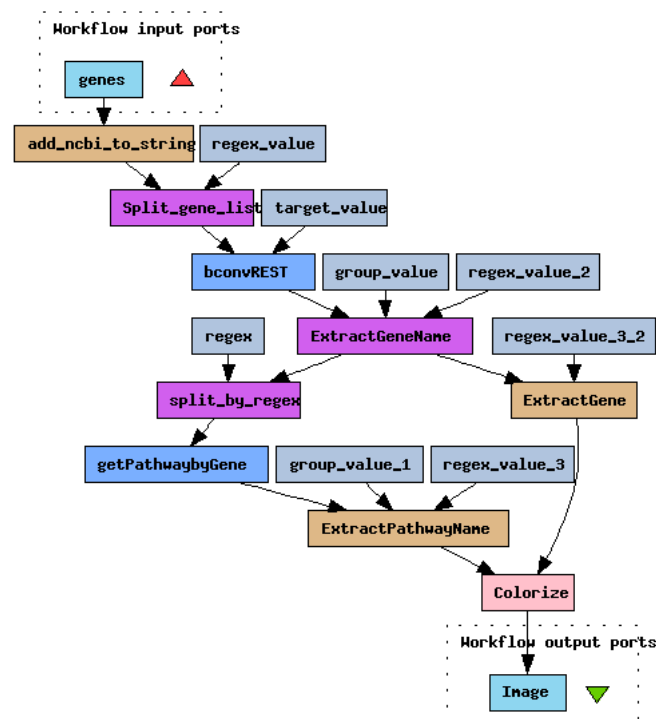 Workflow input ports
genes
add_ncbi_to_string
regex_value
Split_gene_list
target_value
bconvREST
group_value
regex_value_2
regex
ExtractGeneName
regex_value_3_2
split_by_regex
ExtractGene
getPathwaybyGene
group_value_1
regex_value_3
ExtractPathwayName
Colorize
Workflow output ports
Image